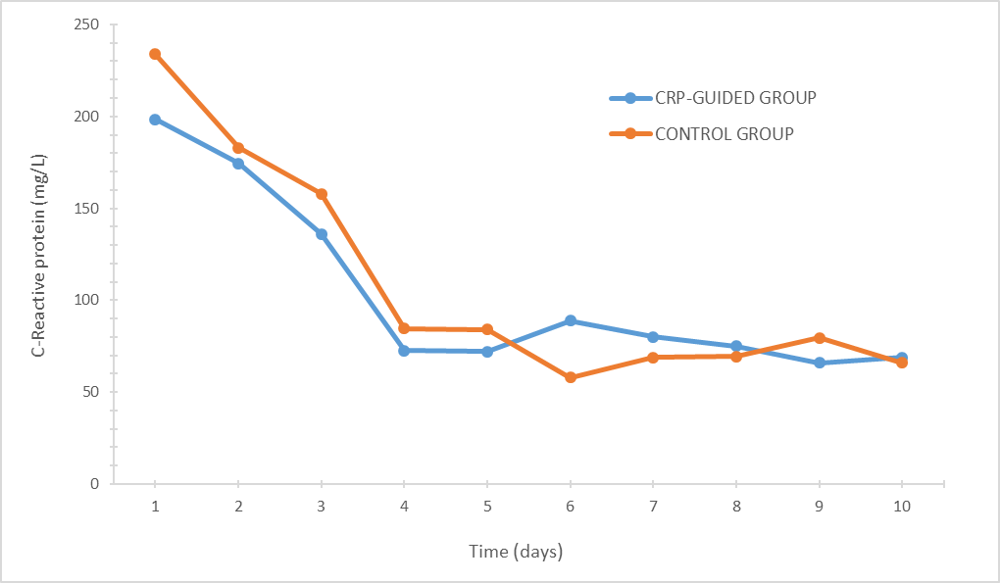 250
200
150
100
50
0
C-Reactive protein (mg/L)
CRP-GUIDED GROUP
CONTROL GROUP
1 2 3 4 5 6 7 8 9 10
Time (days)